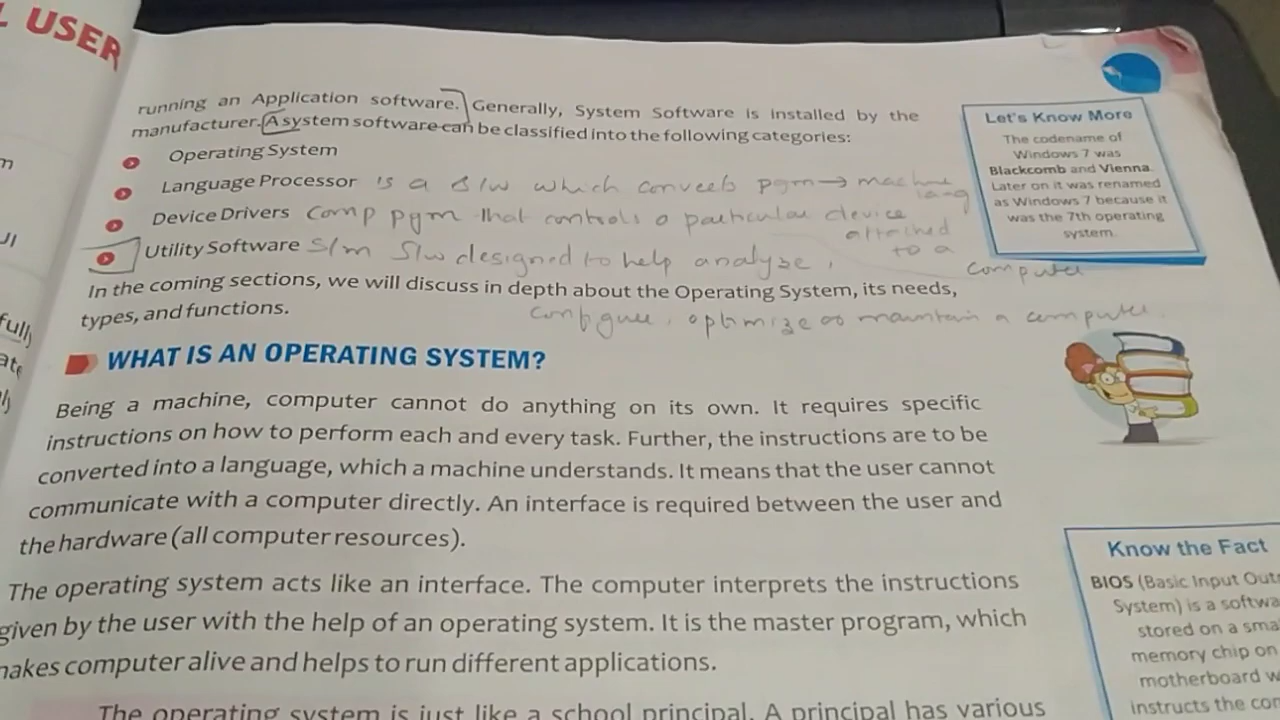 L USER
running an Application software. Generally, System Software is installed by the
manufacturer. A system software can be classified into the following categories:
Operating System
Language Processor is a S/w which converts pgm → machine
lang
Device Drivers Comp pgm that controls a particular device
attached
to a
computer
Utility Software S/m S/w designed to help analyze,
configure, optimize or maintain a computer.
In the coming sections, we will discuss in depth about the Operating System, its needs,
types, and functions.
WHAT IS AN OPERATING SYSTEM?
Being a machine, computer cannot do anything on its own. It requires specific
instructions on how to perform each and every task. Further, the instructions are to be
converted into a language, which a machine understands. It means that the user cannot
communicate with a computer directly. An interface is required between the user and
the hardware (all computer resources).
The operating system acts like an interface. The computer interprets the instructions
given by the user with the help of an operating system. It is the master program, which
makes computer alive and helps to run different applications.
The operating system is just like a school principal. A principal has various
Let's Know More
The codename of
Windows 7 was
Blackcomb and Vienna.
Later on it was renamed
as Windows 7 because it
was the 7th operating
system.
Know the Fact
BIOS (Basic Input Outp
System) is a softwa
stored on a sma
memory chip on
motherboard w
instructs the com